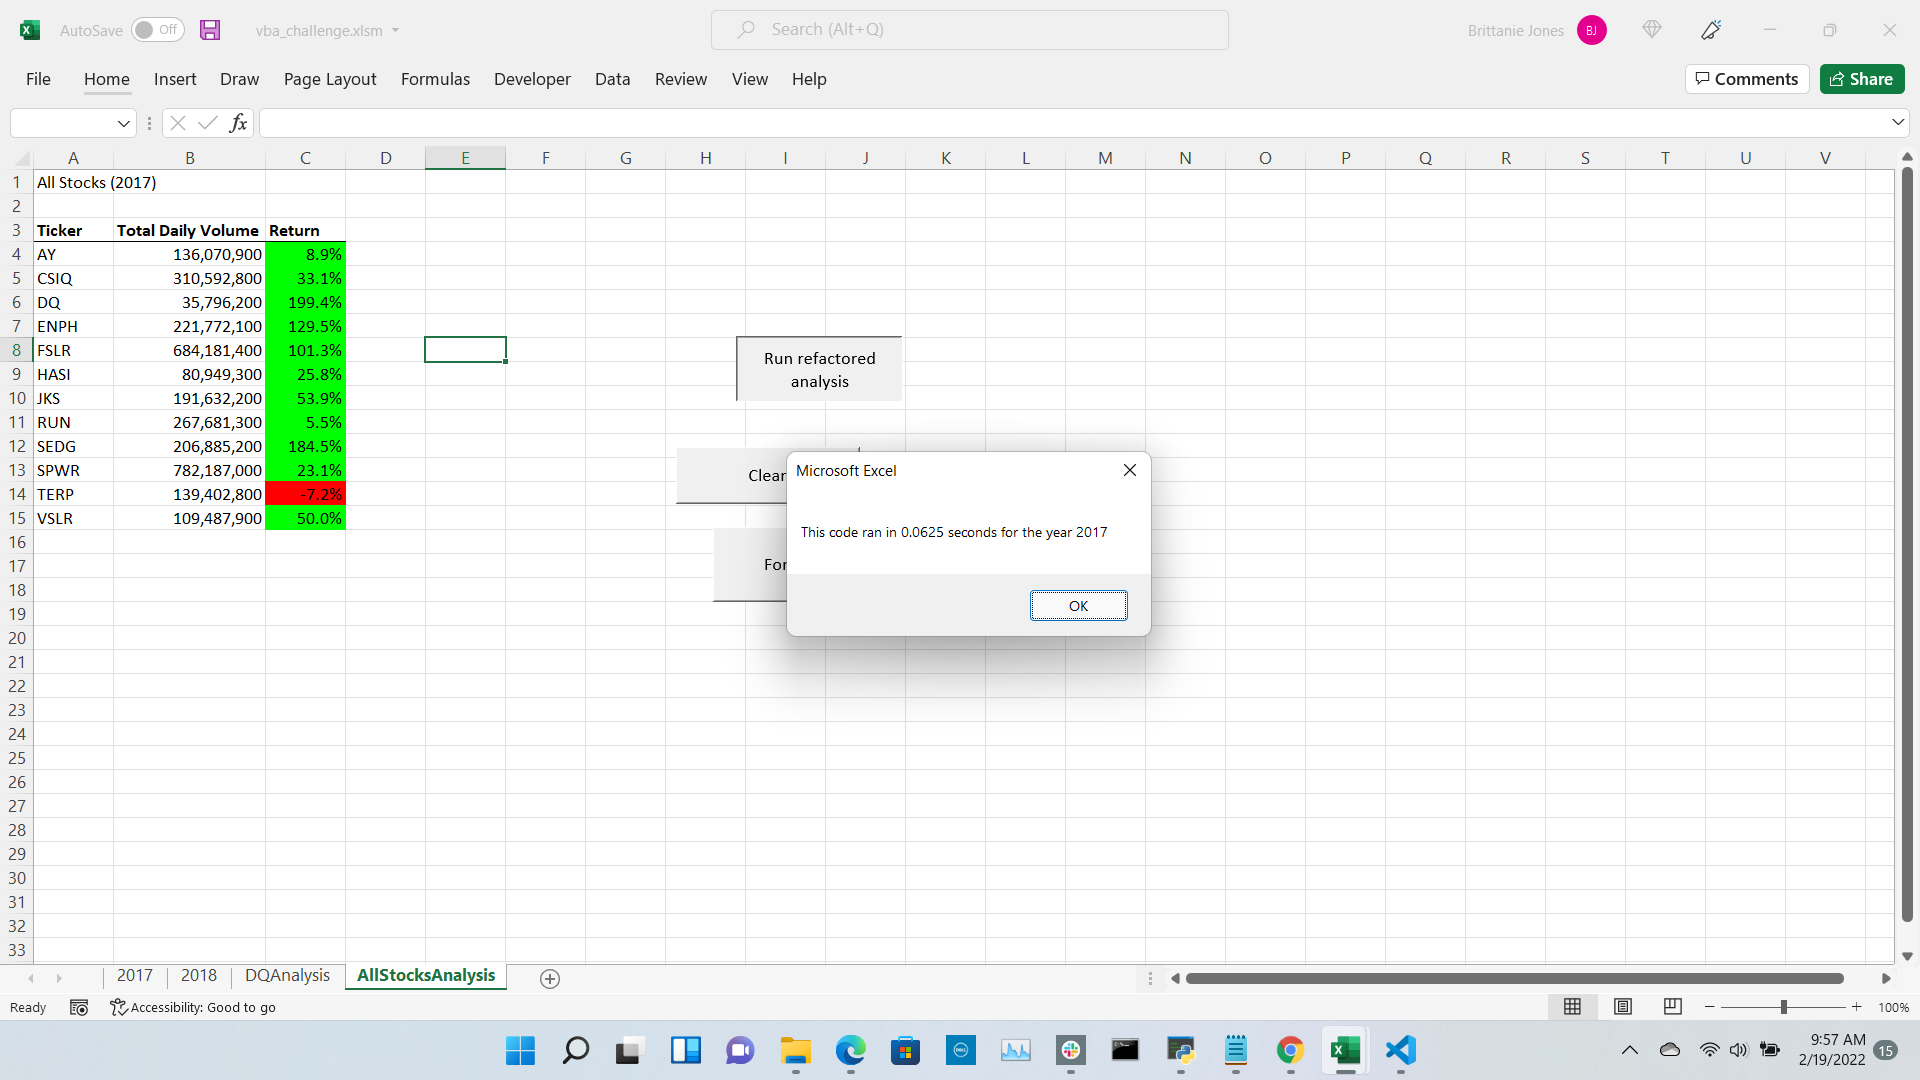 AutoSave Off vba_challenge.xlsm Search (Alt+Q) Brittanie Jones BJ
File Home Insert Draw Page Layout Formulas Developer Data Review View Help Comments Share
fx
A B C D E F G H I J K L M N O P Q R S T U V
1 All Stocks (2017)
2
3 Ticker Total Daily Volume Return
4 AY 136,070,900 8.9%
5 CSIQ 310,592,800 33.1%
6 DQ 35,796,200 199.4%
7 ENPH 221,772,100 129.5%
8 FSLR 684,181,400 101.3%
9 HASI 80,949,300 25.8%
10 JKS 191,632,200 53.9%
11 RUN 267,681,300 5.5%
12 SEDG 206,885,200 184.5%
13 SPWR 782,187,000 23.1%
14 TERP 139,402,800 -7.2%
15 VSLR 109,487,900 50.0%
16
17
18
19
20
21
22
23
24
25
26
27
28
29
30
31
32
33
Run refactored
analysis
Clear
For
Microsoft Excel
This code ran in 0.0625 seconds for the year 2017
OK
2017 2018 DQAnalysis AllStocksAnalysis
Ready Accessibility: Good to go 100%
9:57 AM
2/19/2022 15